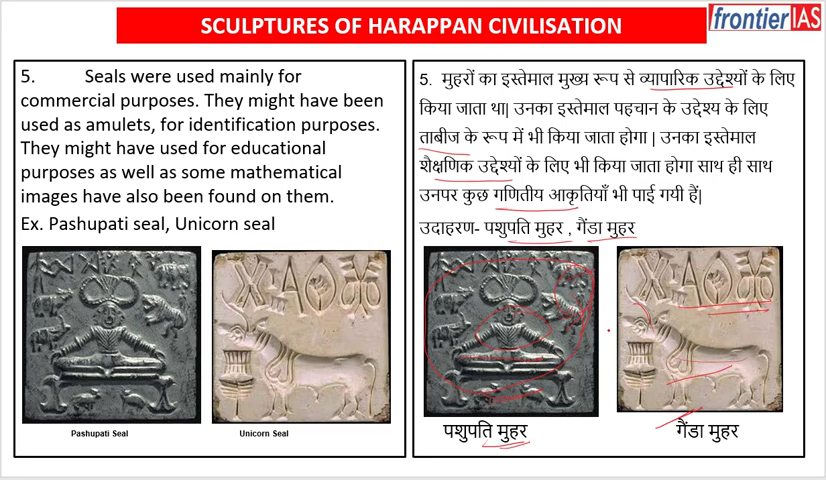 SCULPTURES OF HARAPPAN CIVILISATION
frontierIAS
5. Seals were used mainly for
commercial purposes. They might have been
used as amulets, for identification purposes.
They might have used for educational
purposes as well as some mathematical
images have also been found on them.
Ex. Pashupati seal, Unicorn seal
Pashupati Seal
Unicorn Seal
5. मुहरों का इस्तेमाल मुख्य रूप से व्यापारिक उद्देश्यों के लिए
किया जाता था| उनका इस्तेमाल पहचान के उद्देश्य के लिए
ताबीज के रूप में भी किया जाता होगा | उनका इस्तेमाल
शैक्षणिक उद्देश्यों के लिए भी किया जाता होगा साथ ही साथ
उनपर कुछ गणितीय आकृतियाँ भी पाई गयी हैं|
उदाहरण- पशुपति मुहर , गैंडा मुहर
पशुपति मुहर
गैंडा मुहर